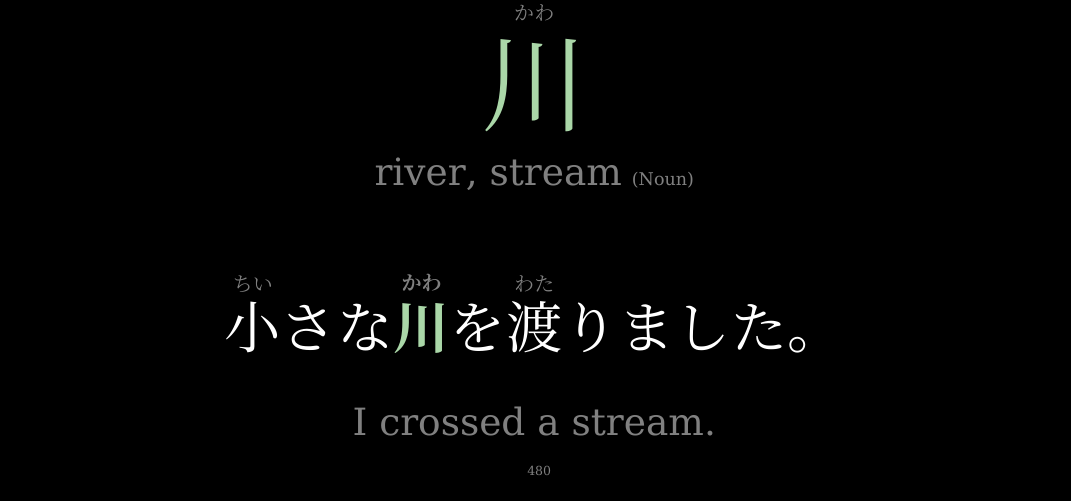 かわ
川
river, stream (Noun)
ちい かわ わた
小さな川を渡りました。
I crossed a stream.
480